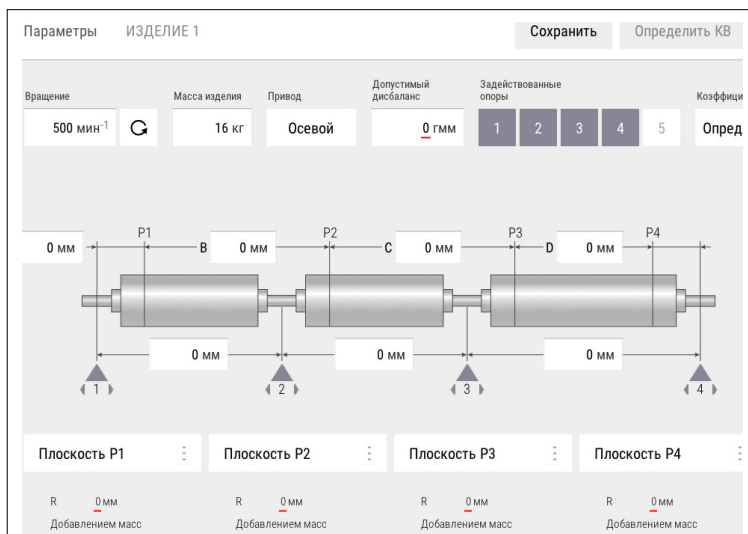 Параметры ИЗДЕЛИЕ 1 Сохранить Определить КВ
Вращение Масса изделия Привод Допустимый дисбаланс Задействованные опоры Коэффици
500 мин⁻¹ 16 кг Осевой 0 гмм 1 2 3 4 5 Опред
P1 P2 P3 P4
0 мм B 0 мм C 0 мм D 0 мм
0 мм 0 мм 0 мм
1 2 3 4
Плоскость P1 Плоскость P2 Плоскость P3 Плоскость P4
R 0 мм R 0 мм R 0 мм R 0 мм
Добавлением масс Добавлением масс Добавлением масс Добавлением масс